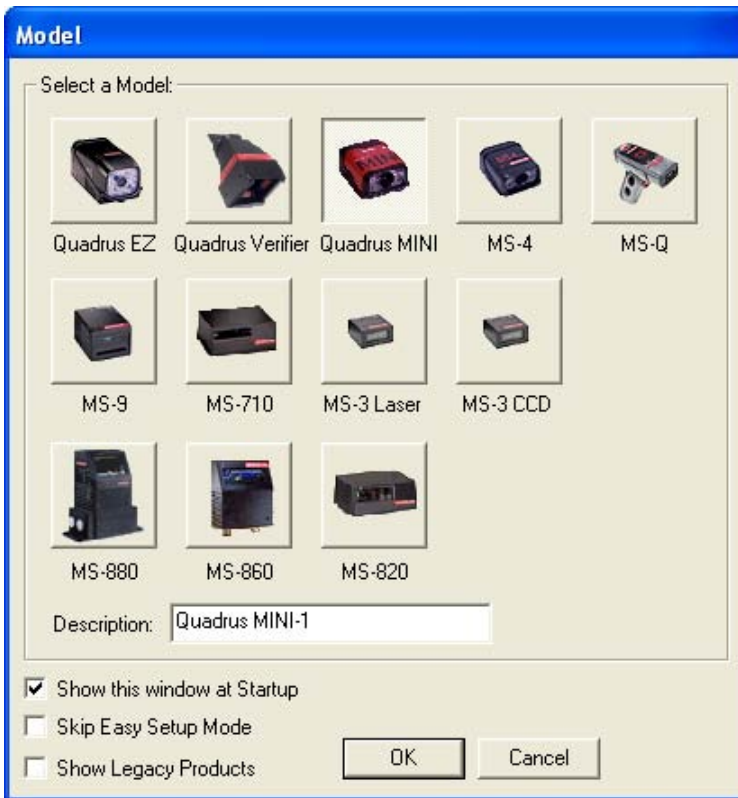 Model
Select a Model:
MINI
Quadrus EZ Quadrus Verifier Quadrus MINI MS-4 MS-Q
MS-9 MS-710 MS-3 Laser MS-3 CCD
MS-880 MS-860 MS-820
Description: Quadrus MINI-1
Show this window at Startup
Skip Easy Setup Mode
Show Legacy Products
OK Cancel